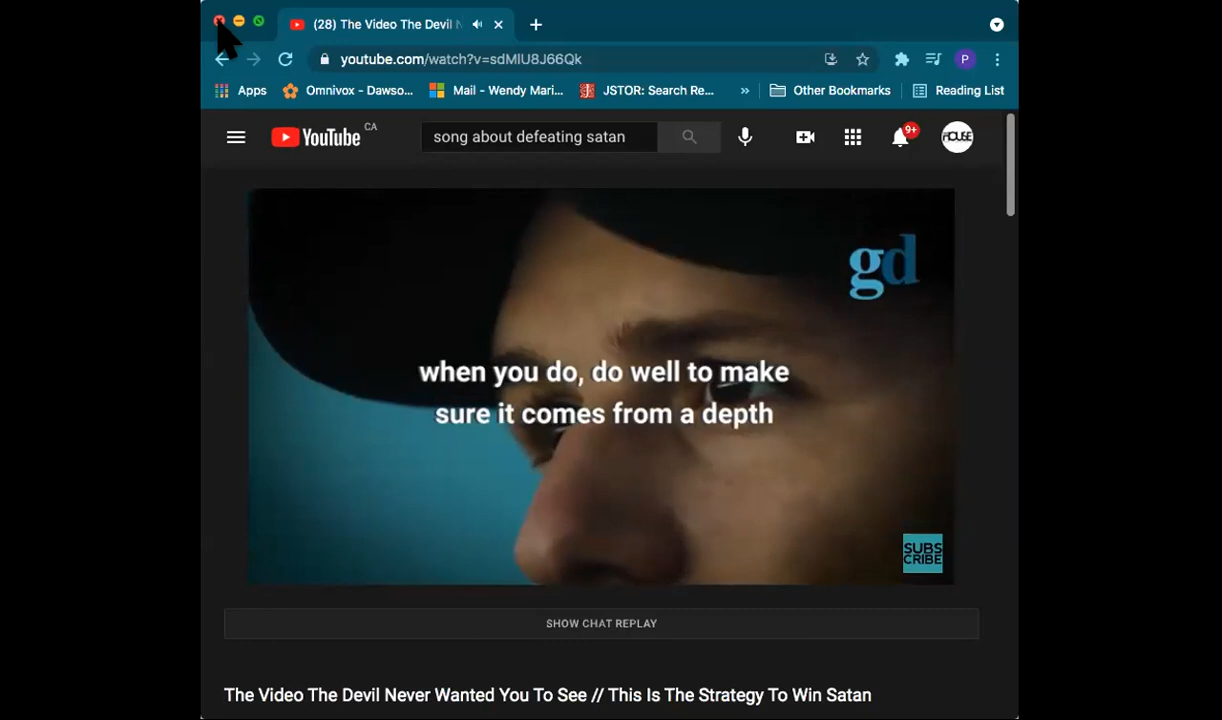 (28) The Video The Devil
youtube.com/watch?v=sdMlU8J66Qk
Apps Omnivox – Dawso... Mail - Wendy Mari... JSTOR: Search Re... » Other Bookmarks Reading List
YouTube CA song about defeating satan 9+ HOUSE
gd
when you do, do well to make
sure it comes from a depth
SUBS
CRIBE
SHOW CHAT REPLAY
The Video The Devil Never Wanted You To See // This Is The Strategy To Win Satan